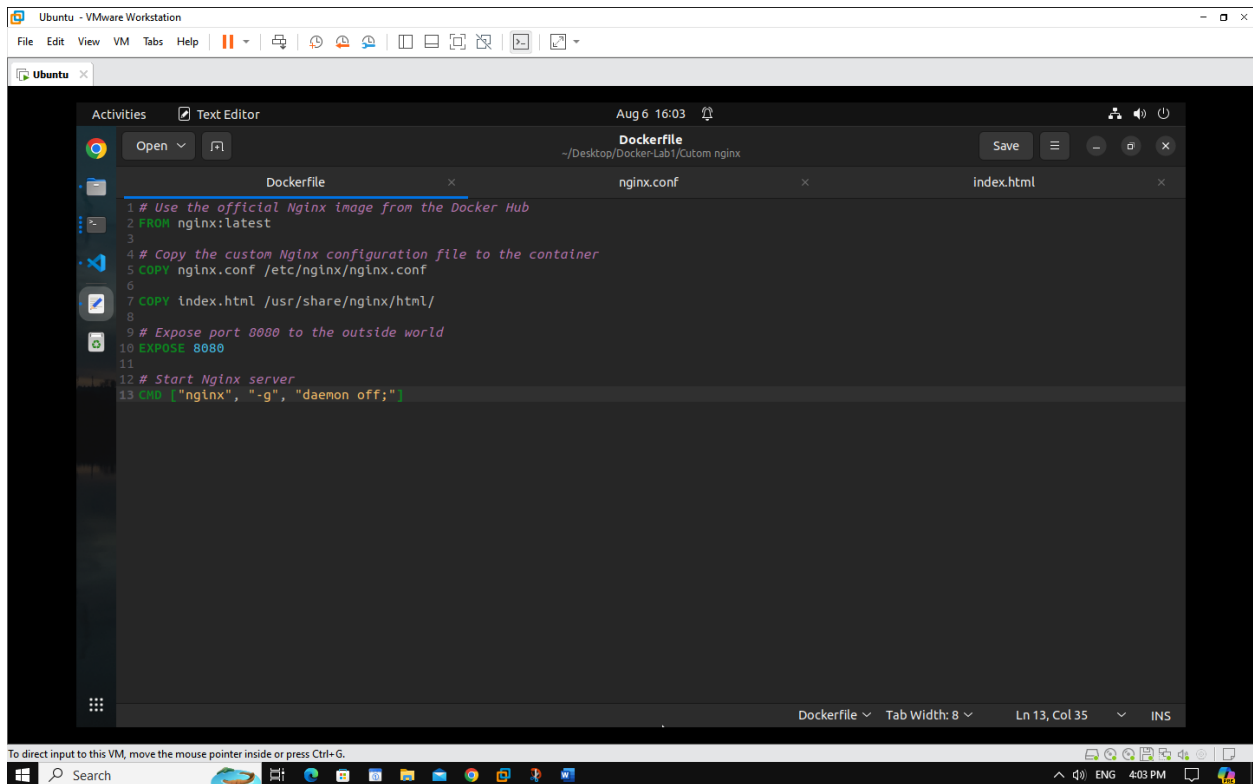 Ubuntu - VMware Workstation
File Edit View VM Tabs Help
Ubuntu
Activities Text Editor Aug 6 16:03
Open Dockerfile Save
~/Desktop/Docker-Lab1/Cutom nginx
Dockerfile nginx.conf index.html
1 # Use the official Nginx image from the Docker Hub
2 FROM nginx:latest
3
4 # Copy the custom Nginx configuration file to the container
5 COPY nginx.conf /etc/nginx/nginx.conf
6
7 COPY index.html /usr/share/nginx/html/
8
9 # Expose port 8080 to the outside world
10 EXPOSE 8080
11
12 # Start Nginx server
13 CMD ["nginx", "-g", "daemon off;"]
Dockerfile Tab Width: 8 Ln 13, Col 35 INS
To direct input to this VM, move the mouse pointer inside or press Ctrl+G.
Search ENG 4:03 PM